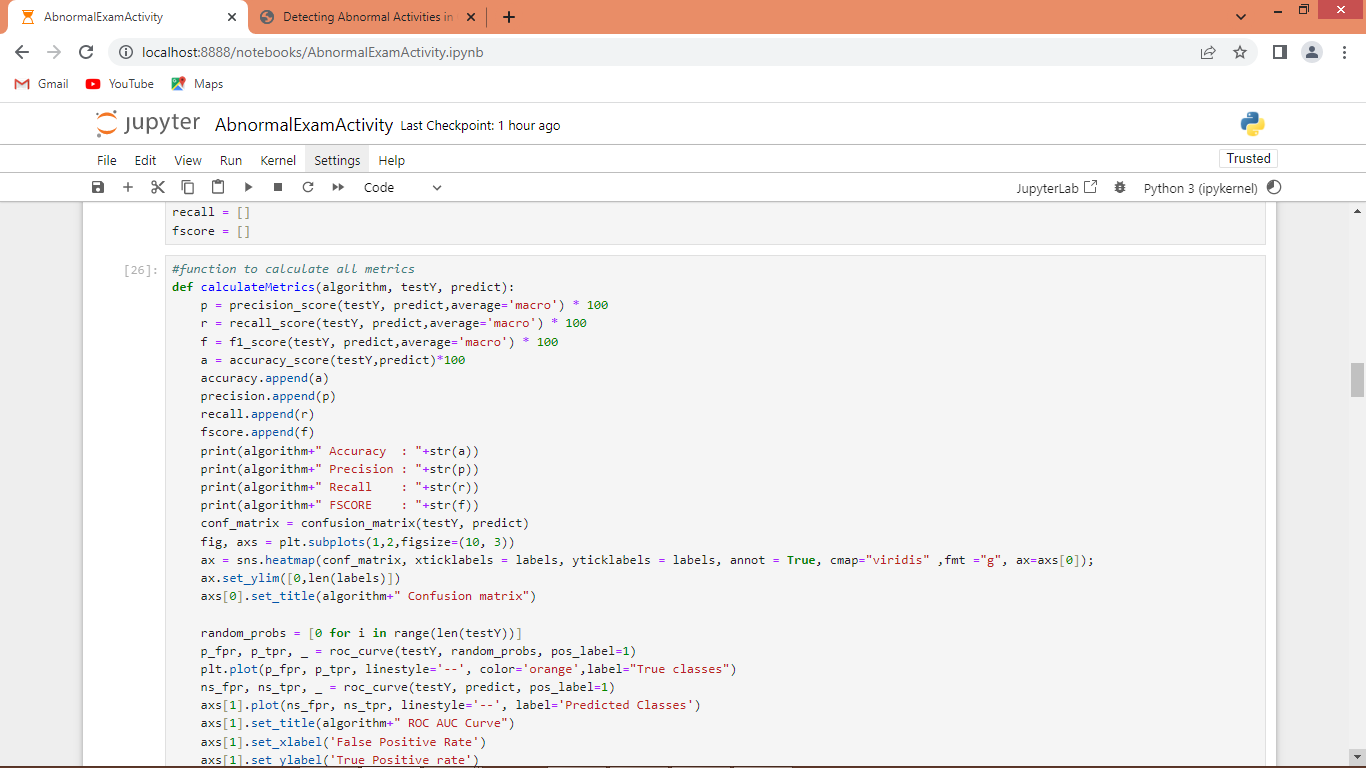 AbnormalExamActivity
Detecting Abnormal Activities in
localhost:8888/notebooks/AbnormalExamActivity.ipynb
Gmail YouTube Maps
jupyter AbnormalExamActivity Last Checkpoint: 1 hour ago
File Edit View Run Kernel Settings Help
Trusted
Code
JupyterLab Python 3 (ipykernel)
recall = []
fscore = []
[26]:
#function to calculate all metrics
def calculateMetrics(algorithm, testY, predict):
    p = precision_score(testY, predict,average='macro') * 100
    r = recall_score(testY, predict,average='macro') * 100
    f = f1_score(testY, predict,average='macro') * 100
    a = accuracy_score(testY,predict)*100
    accuracy.append(a)
    precision.append(p)
    recall.append(r)
    fscore.append(f)
    print(algorithm+" Accuracy  : "+str(a))
    print(algorithm+" Precision : "+str(p))
    print(algorithm+" Recall    : "+str(r))
    print(algorithm+" FSCORE    : "+str(f))
    conf_matrix = confusion_matrix(testY, predict)
    fig, axs = plt.subplots(1,2,figsize=(10, 3))
    ax = sns.heatmap(conf_matrix, xticklabels = labels, yticklabels = labels, annot = True, cmap="viridis" ,fmt ="g", ax=axs[0]);
    ax.set_ylim([0,len(labels)])
    axs[0].set_title(algorithm+" Confusion matrix")
    random_probs = [0 for i in range(len(testY))]
    p_fpr, p_tpr, _ = roc_curve(testY, random_probs, pos_label=1)
    plt.plot(p_fpr, p_tpr, linestyle='--', color='orange',label="True classes")
    ns_fpr, ns_tpr, _ = roc_curve(testY, predict, pos_label=1)
    axs[1].plot(ns_fpr, ns_tpr, linestyle='--', label='Predicted Classes')
    axs[1].set_title(algorithm+" ROC AUC Curve")
    axs[1].set_xlabel('False Positive Rate')
    axs[1].set_ylabel('True Positive rate')